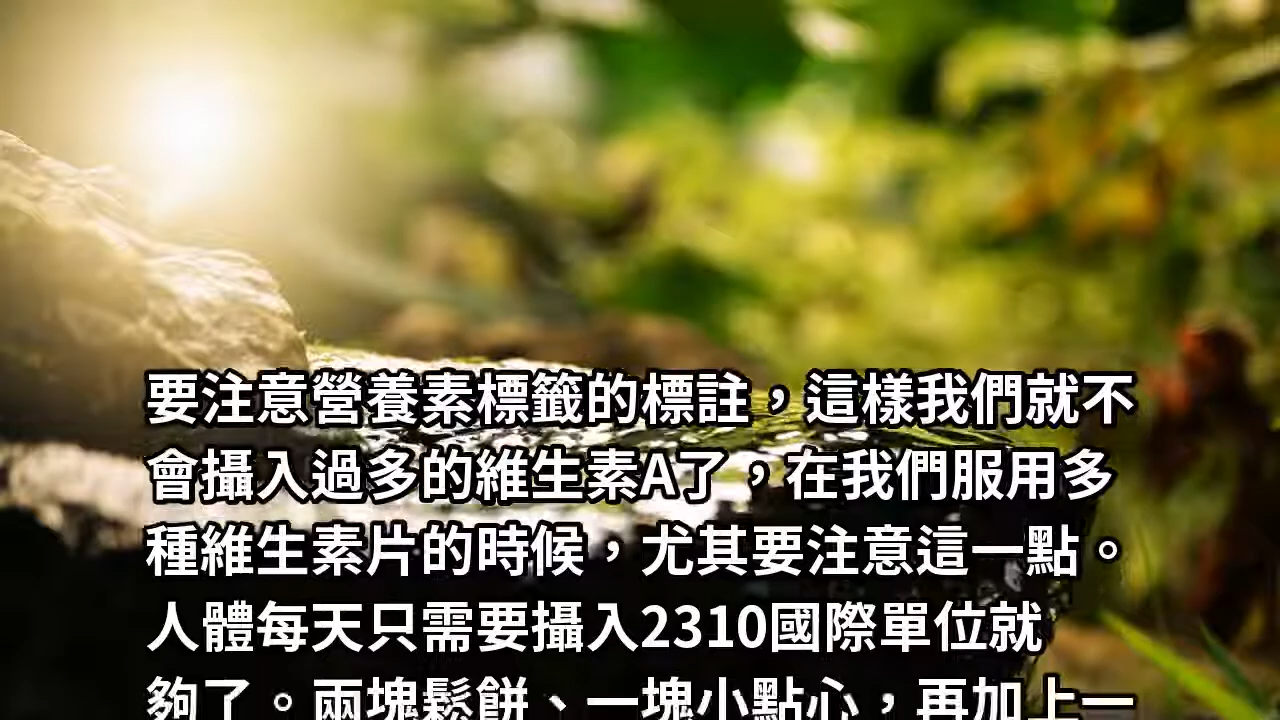 要注意營養素標籤的標註，這樣我們就不
會攝入過多的維生素A了，在我們服用多
種維生素片的時候，尤其要注意這一點。
人體每天只需要攝入2310國際單位就
夠了。兩塊鬆餅、一塊小點心，再加上一